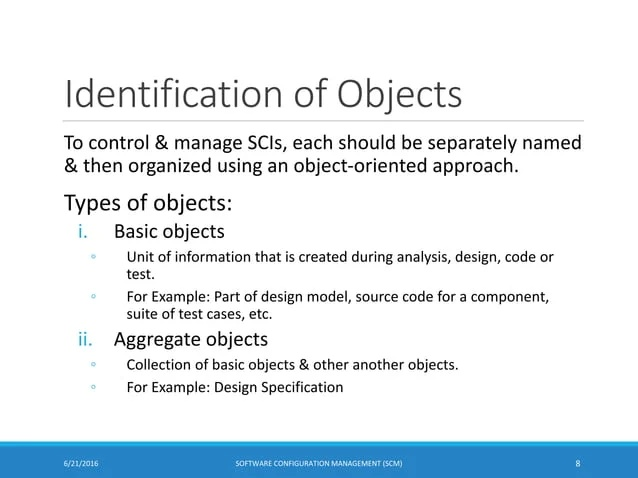 Identification of Objects
To control & manage SCIs, each should be separately named
& then organized using an object-oriented approach.
Types of objects:
i. Basic objects
◦ Unit of information that is created during analysis, design, code or
test.
◦ For Example: Part of design model, source code for a component,
suite of test cases, etc.
ii. Aggregate objects
◦ Collection of basic objects & other another objects.
◦ For Example: Design Specification
6/21/2016 SOFTWARE CONFIGURATION MANAGEMENT (SCM) 8